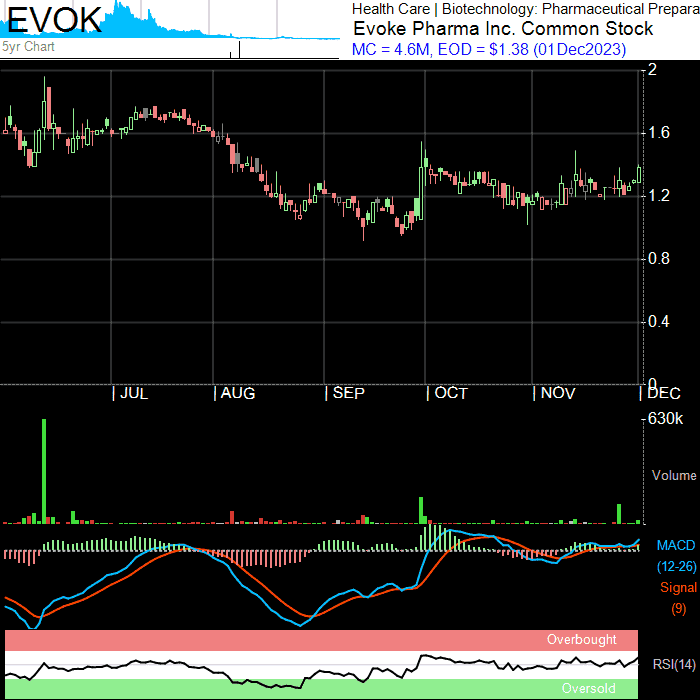 EVOK
5yr Chart
Health Care | Biotechnology: Pharmaceutical Prepara
Evoke Pharma Inc. Common Stock
MC = 4.6M, EOD = $1.38 (01Dec2023)
2
1.6
1.2
0.8
0.4
0
JUL AUG SEP OCT NOV DEC
630k
Volume
MACD
(12-26)
Signal
(9)
Overbought
RSI(14)
Oversold